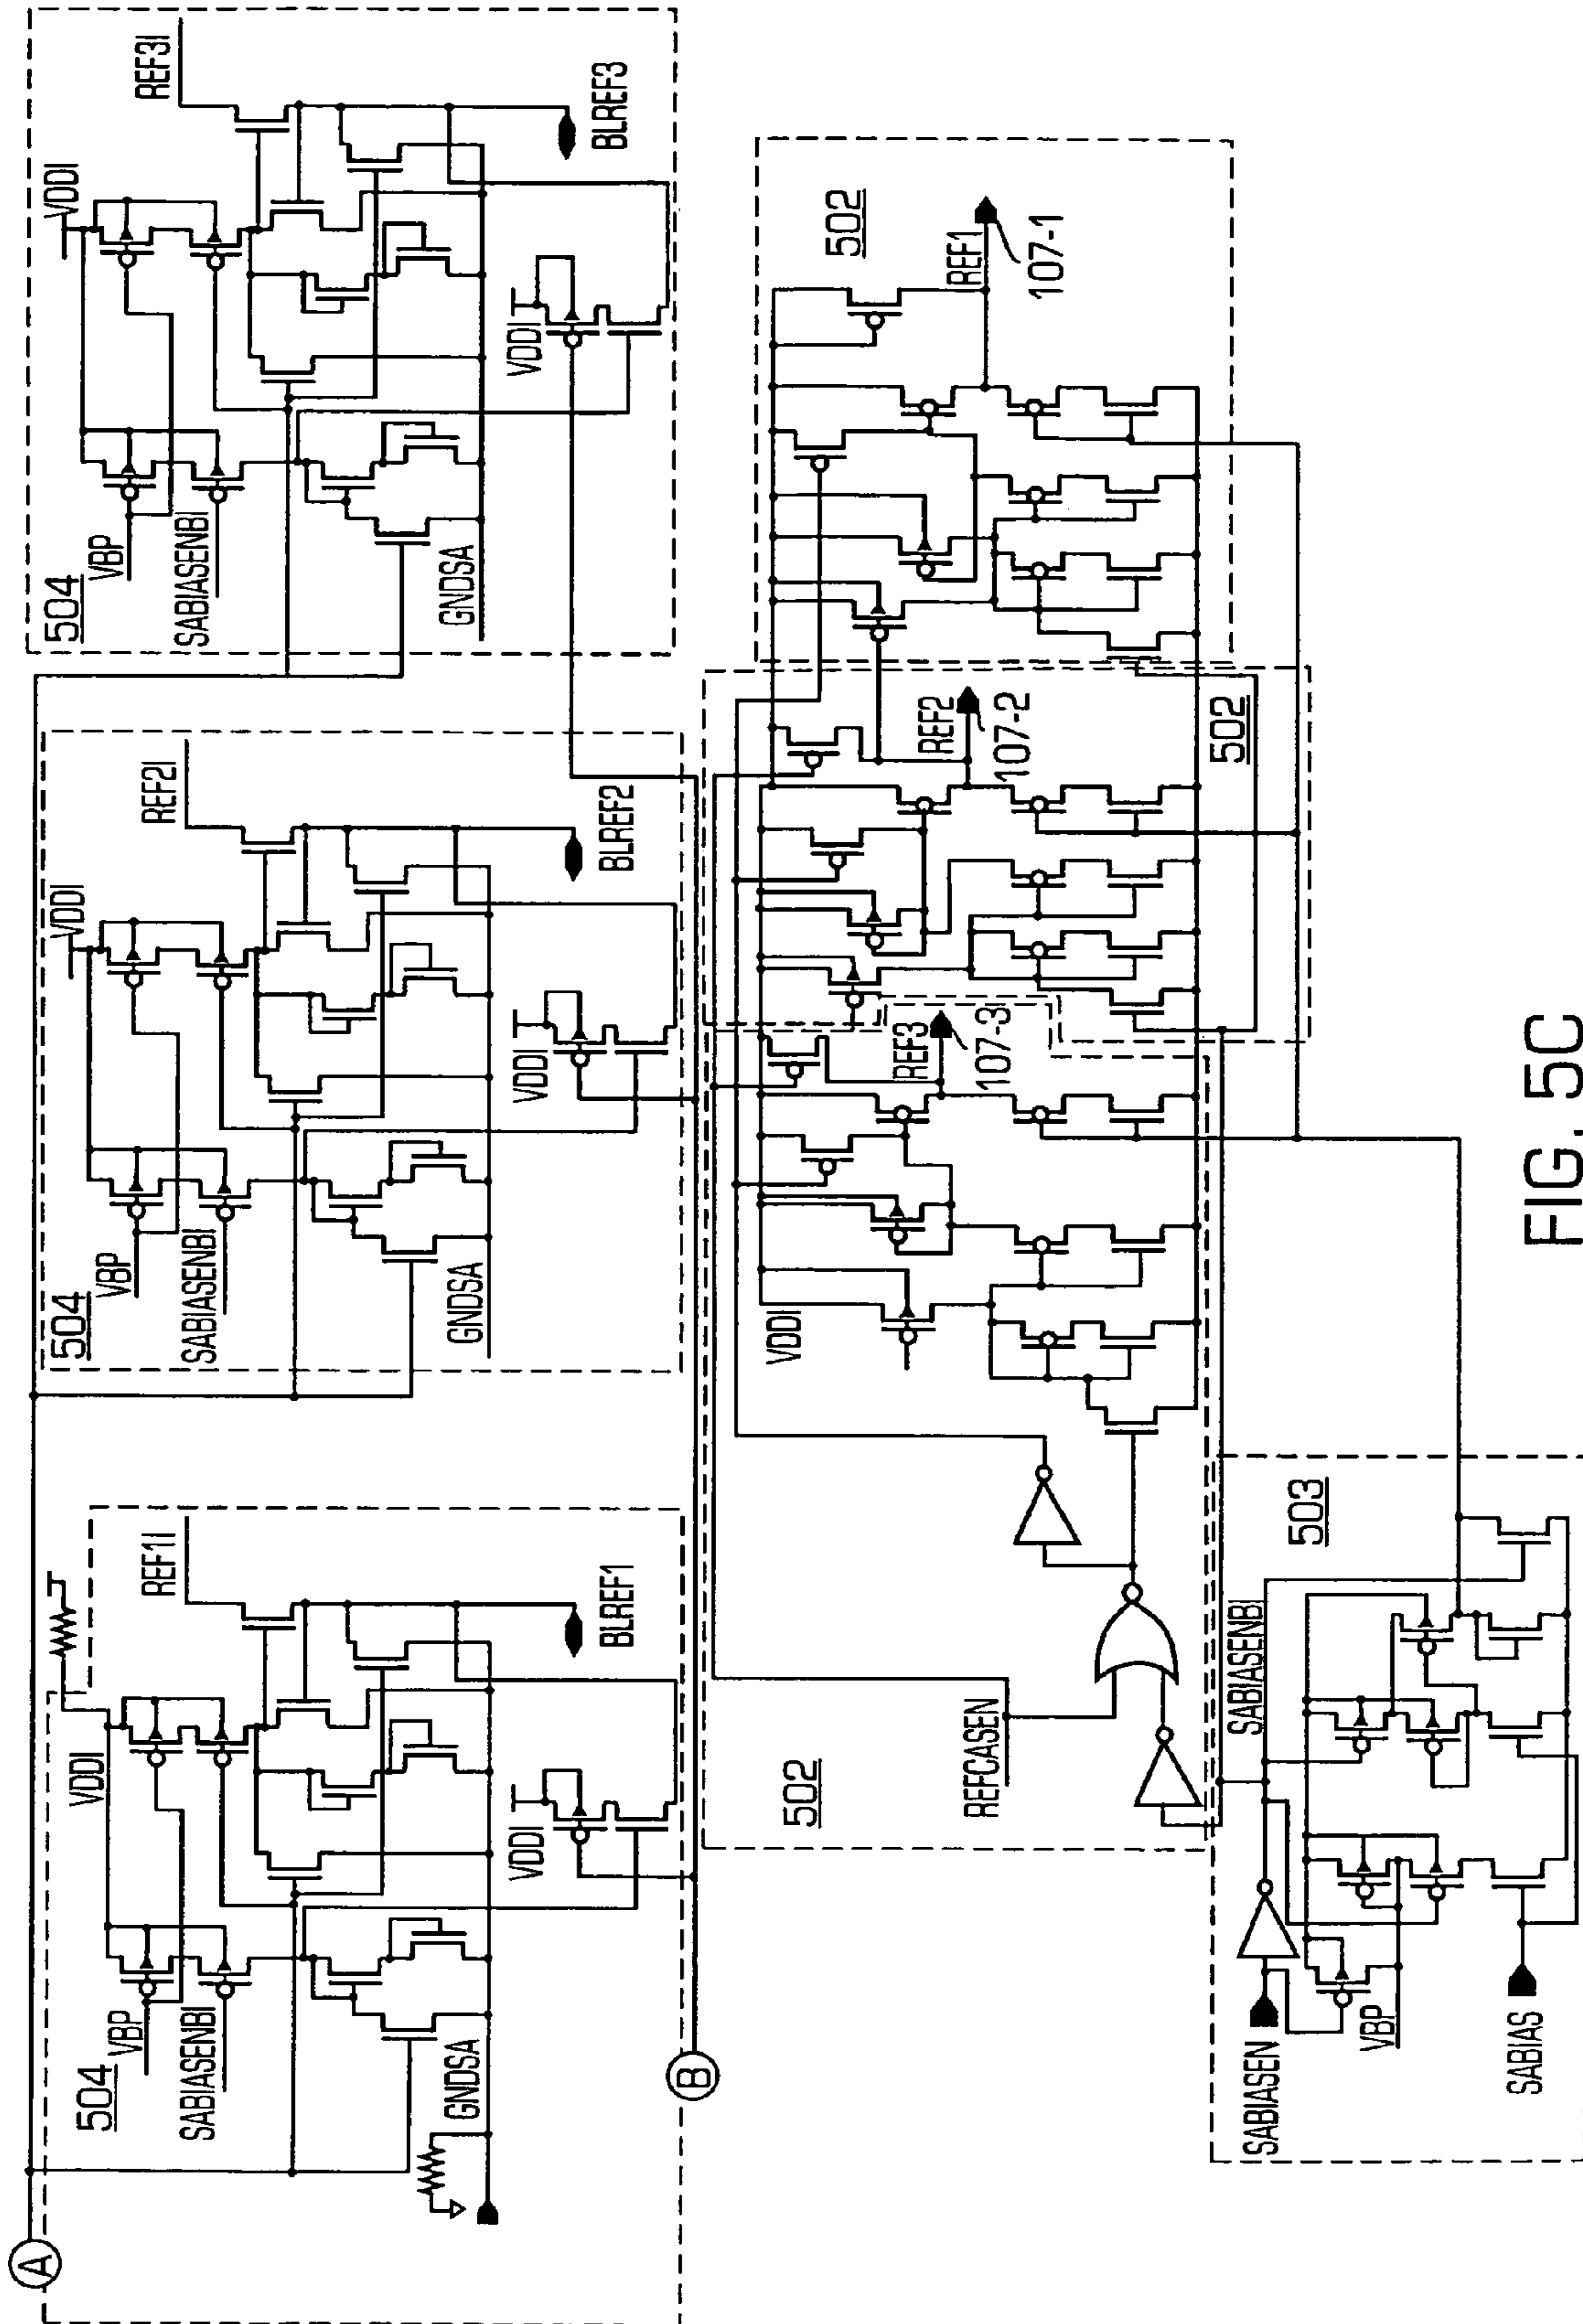 A
504
VBP
SABIASENBI
VDDI
REF1I
GNDSA
VDDI
BLREF1
504
VBP
SABIASENBI
VDDI
REF2I
GNDSA
VDDI
BLREF2
504
VBP
SABIASENBI
VDDI
REF3I
GNDSA
VDDI
BLREF3
B
502
REFCASEN
VDDI
REF3
107-3
REF2
107-2
502
REF1
107-1
502
503
SABIASEN
SABIASENBI
VBP
SABIAS
FIG. 5C